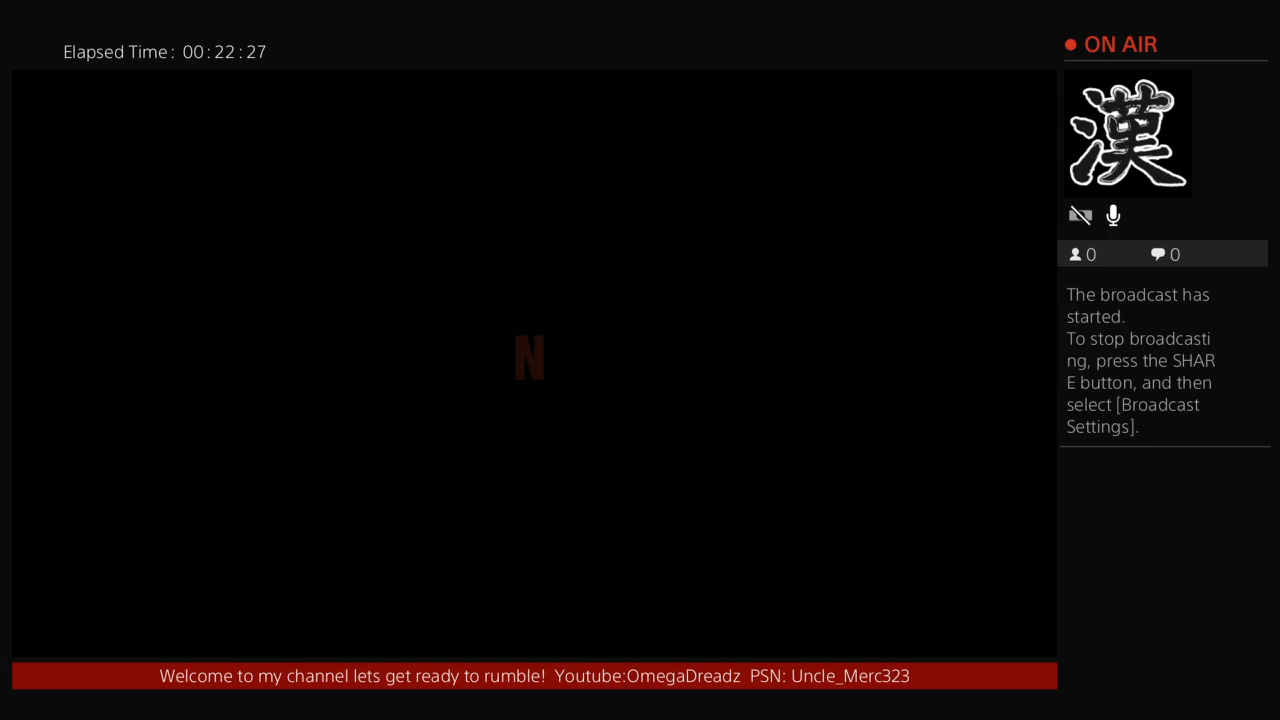 Elapsed Time: 00:22:27
ON AIR
漢
0 0
The broadcast has
started.
To stop broadcasti
ng, press the SHAR
E button, and then
select [Broadcast
Settings].
N
Welcome to my channel lets get ready to rumble! Youtube:OmegaDreadz PSN: Uncle_Merc323